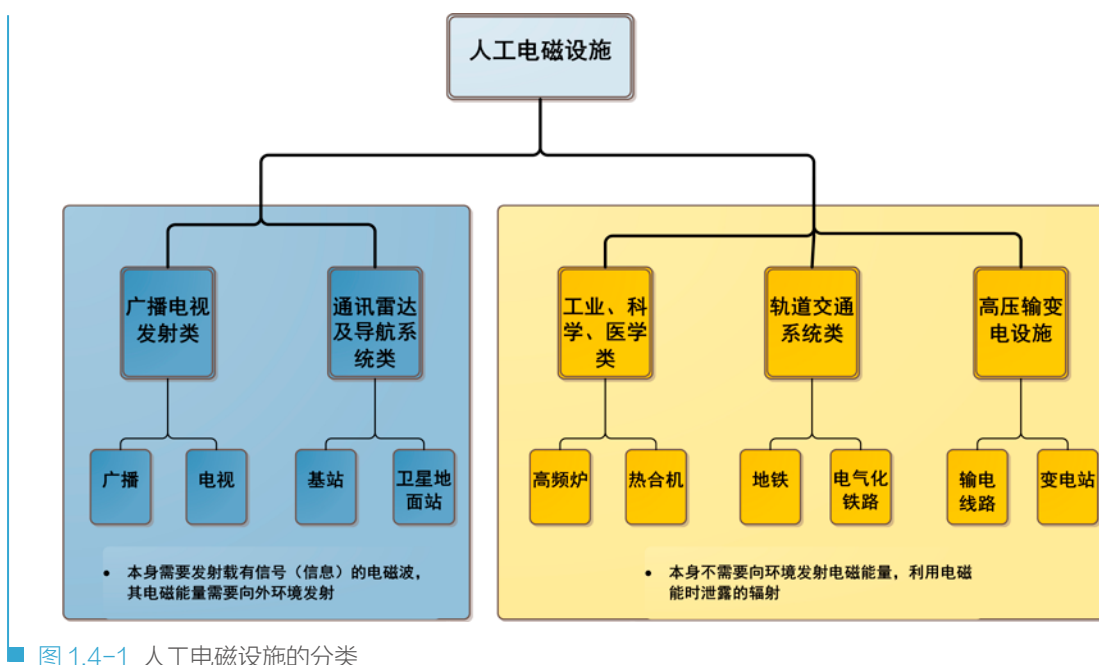 人工电磁设施
广播电视
发射类
通讯雷达
及导航系
统类
工业、科
学、医学
类
轨道交通
系统类
高压输变
电设施
广播
电视
基站
卫星地
面站
高频炉
热合机
地铁
电气化
铁路
输电
线路
变电站
• 本身需要发射载有信号（信息）的电磁波，
其电磁能量需要向外环境发射
• 本身不需要向环境发射电磁能量，利用电磁
能时泄露的辐射
图 1.4-1 人工电磁设施的分类